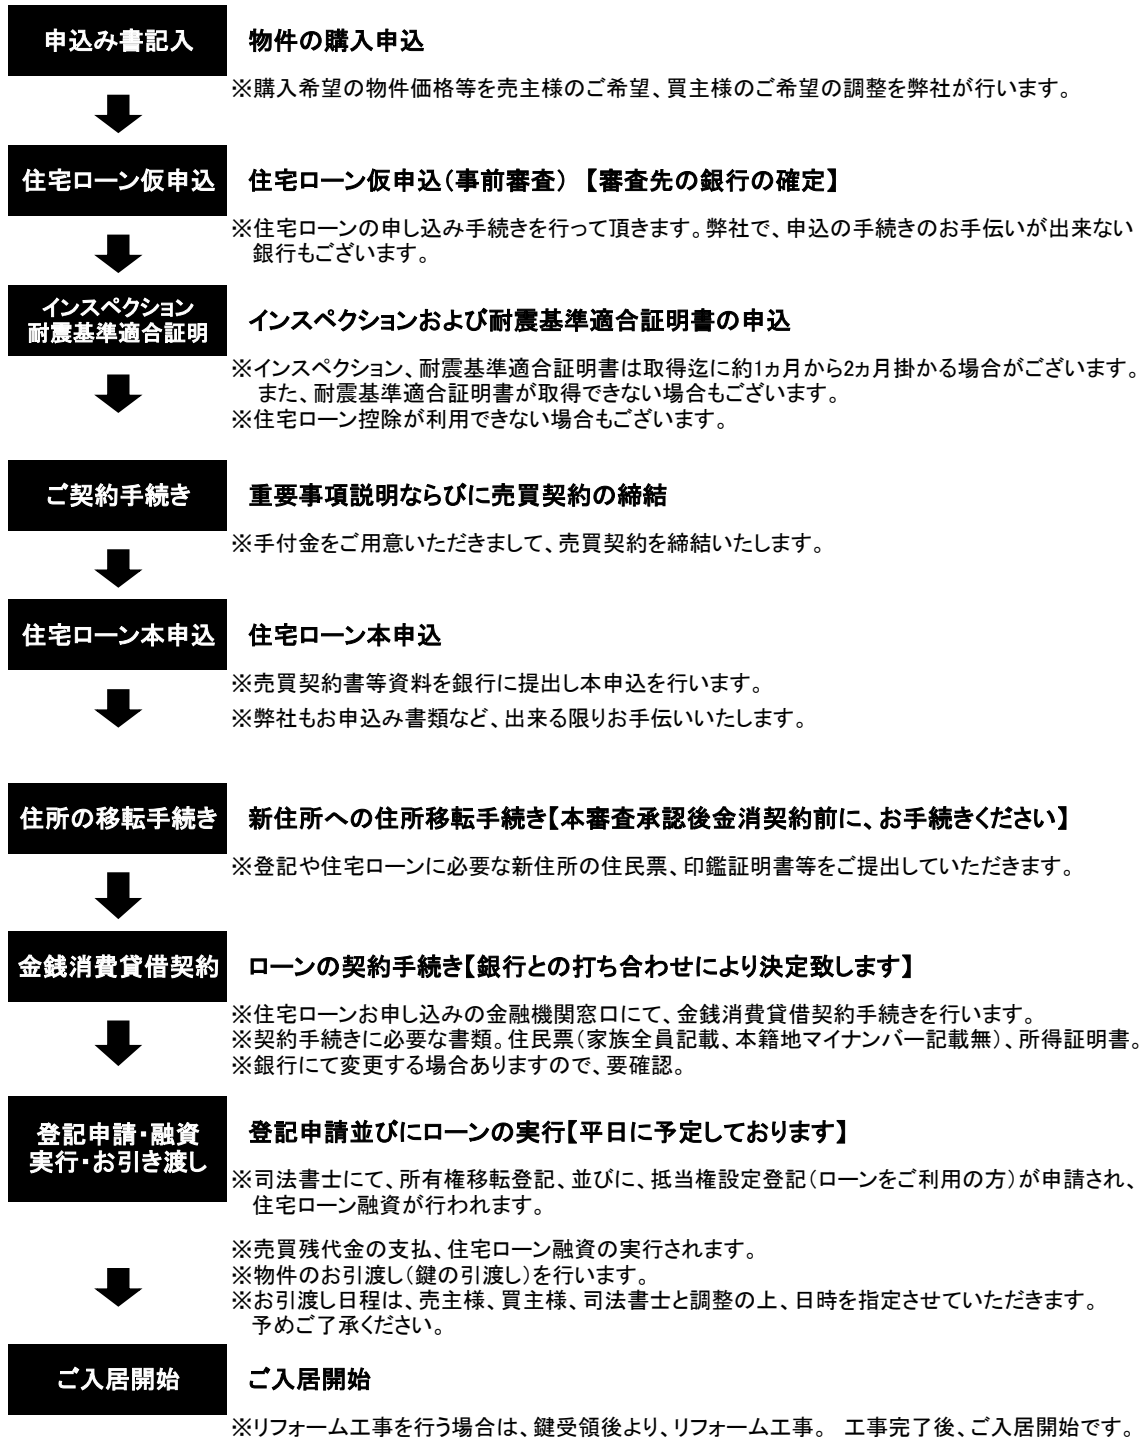 申込み書記入
物件の購入申込
※購入希望の物件価格等を売主様のご希望、買主様のご希望の調整を弊社が行います。
住宅ローン仮申込
住宅ローン仮申込（事前審査）【審査先の銀行の確定】
※住宅ローンの申し込み手続きを行って頂きます。弊社で、申込の手続きのお手伝いが出来ない
銀行もございます。
インスペクション
耐震基準適合証明
インスペクションおよび耐震基準適合証明書の申込
※インスペクション、耐震基準適合証明書は取得迄に約1ヵ月から2ヵ月掛かる場合がございます。
また、耐震基準適合証明書が取得できない場合もございます。
※住宅ローン控除が利用できない場合もございます。
ご契約手続き
重要事項説明ならびに売買契約の締結
※手付金をご用意いただきまして、売買契約を締結いたします。
住宅ローン本申込
住宅ローン本申込
※売買契約書等資料を銀行に提出し本申込を行います。
※弊社もお申込み書類など、出来る限りお手伝いいたします。
住所の移転手続き
新住所への住所移転手続き【本審査承認後金消契約前に、お手続きください】
※登記や住宅ローンに必要な新住所の住民票、印鑑証明書等をご提出していただきます。
金銭消費貸借契約
ローンの契約手続き【銀行との打ち合わせにより決定致します】
※住宅ローンお申し込みの金融機関窓口にて、金銭消費貸借契約手続きを行います。
※契約手続きに必要な書類。住民票（家族全員記載、本籍地マイナンバー記載無）、所得証明書。
※銀行にて変更する場合ありますので、要確認。
登記申請・融資
実行・お引き渡し
登記申請並びにローンの実行【平日に予定しております】
※司法書士にて、所有権移転登記、並びに、抵当権設定登記（ローンをご利用の方）が申請され、
住宅ローン融資が行われます。
※売買残代金の支払、住宅ローン融資の実行されます。
※物件のお引渡し（鍵の引渡し）を行います。
※お引渡し日程は、売主様、買主様、司法書士と調整の上、日時を指定させていただきます。
予めご了承ください。
ご入居開始
ご入居開始
※リフォーム工事を行う場合は、鍵受領後より、リフォーム工事。 工事完了後、ご入居開始です。